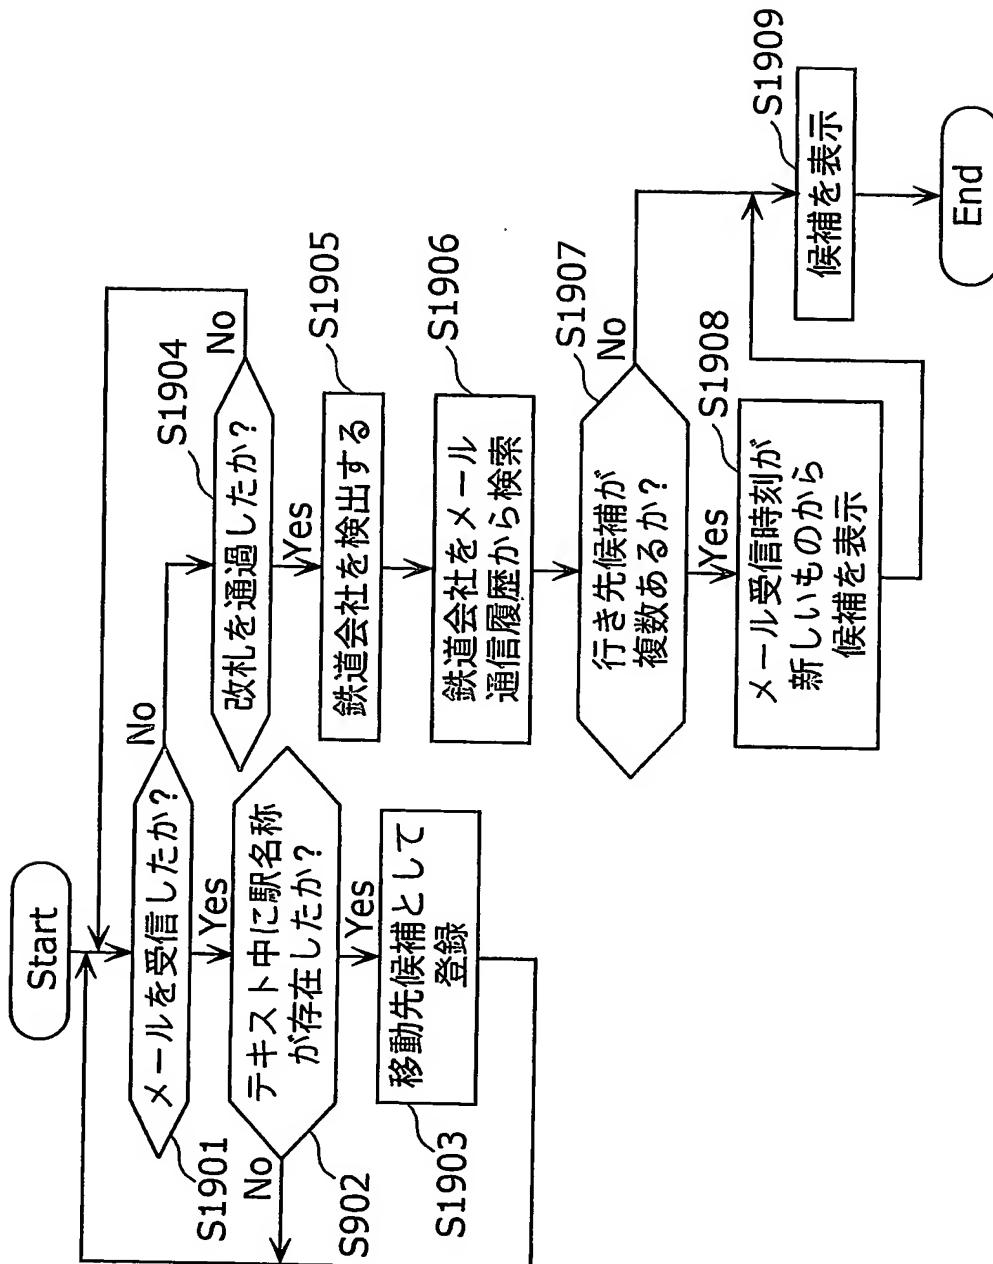 Start
メールを受信したか?
S1901
No
Yes
テキスト中に駅名称
が存在したか?
S902
No
Yes
移動先候補として
登録
S1903
改札を通過したか?
S1904
No
Yes
鉄道会社を検出する
S1905
鉄道会社をメール
通信履歴から検索
S1906
行き先候補が
複数あるか?
S1907
No
Yes
メール受信時刻が
新しいものから
候補を表示
S1908
候補を表示
S1909
End